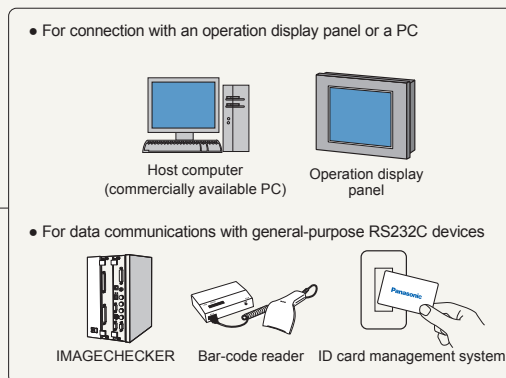 ● For connection with an operation display panel or a PC
Host computer
(commercially available PC)
Operation display
panel
● For data communications with general-purpose RS232C devices
Panasonic
IMAGECHECKER
Bar-code reader
ID card management system